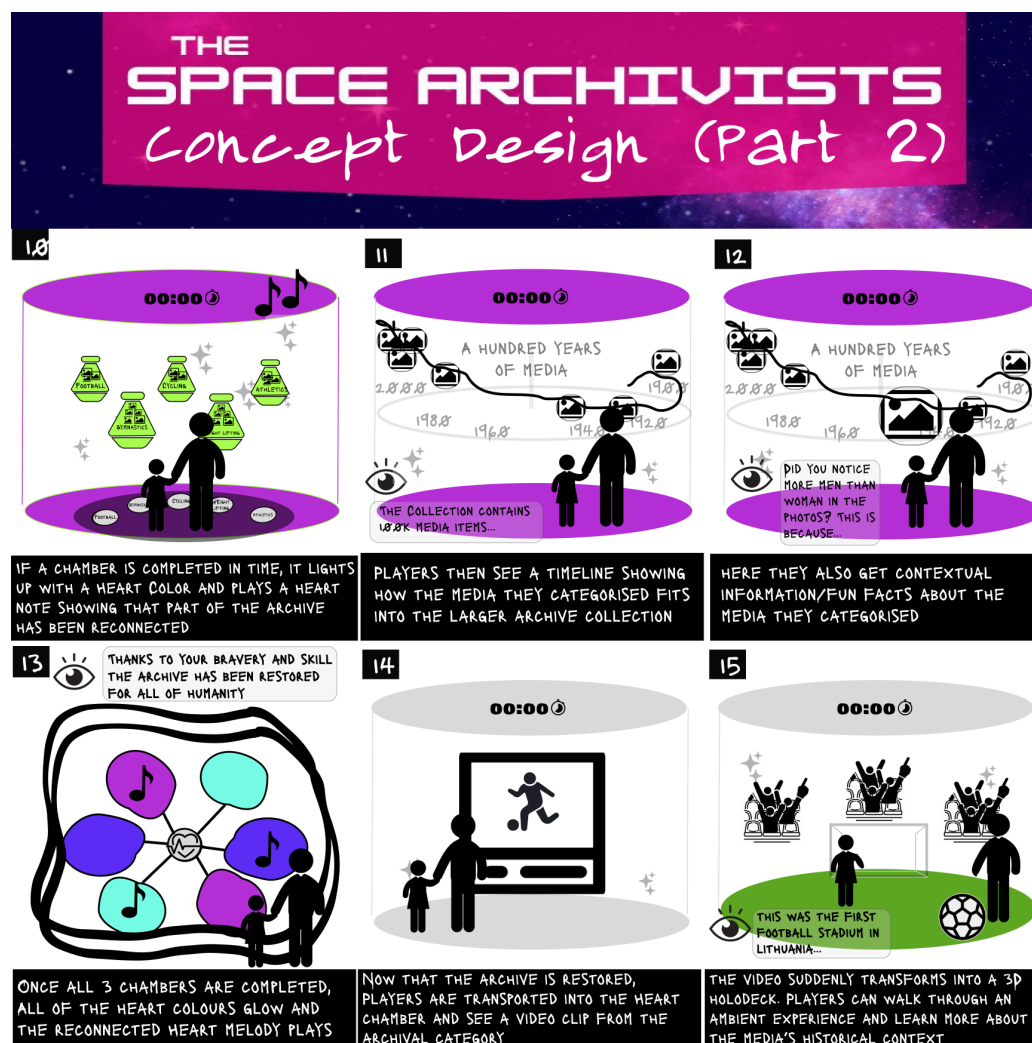 THE
SPACE ARCHIVISTS
Concept Design (Part 2)
10
00:00
FOOTBALL
CYCLING
ATHLETICS
GYMNASTICS
FOOTBALL
CYCLING
ATHLETICS
IF A CHAMBER IS COMPLETED IN TIME, IT LIGHTS
UP WITH A HEART COLOR AND PLAYS A HEART
NOTE SHOWING THAT PART OF THE ARCHIVE
HAS BEEN RECONNECTED
11
00:00
A HUNDRED YEARS
OF MEDIA
2000
1980
1960
THE COLLECTION CONTAINS
100K MEDIA ITEMS...
PLAYERS THEN SEE A TIMELINE SHOWING
HOW THE MEDIA THEY CATEGORISED FITS
INTO THE LARGER ARCHIVE COLLECTION
12
00:00
A HUNDRED YEARS
OF MEDIA
2000
1980
1960
DID YOU NOTICE
MORE MEN THAN
WOMAN IN THE
PHOTOS? THIS IS
BECAUSE...
HERE THEY ALSO GET CONTEXTUAL
INFORMATION/FUN FACTS ABOUT THE
MEDIA THEY CATEGORISED
13
THANKS TO YOUR BRAVERY AND SKILL
THE ARCHIVE HAS BEEN RESTORED
FOR ALL OF HUMANITY
ONCE ALL 3 CHAMBERS ARE COMPLETED,
ALL OF THE HEART COLOURS GLOW AND
THE RECONNECTED HEART MELODY PLAYS
14
00:00
NOW THAT THE ARCHIVE IS RESTORED,
PLAYERS ARE TRANSPORTED INTO THE HEART
CHAMBER AND SEE A VIDEO CLIP FROM THE
ARCHIVAL CATEGORY
15
00:00
THIS WAS THE FIRST
FOOTBALL STADIUM IN
LITHUANIA...
THE VIDEO SUDDENLY TRANSFORMS INTO A 3D
HOLODECK. PLAYERS CAN WALK THROUGH AN
AMBIENT EXPERIENCE AND LEARN MORE ABOUT
THE MEDIA'S HISTORICAL CONTEXT